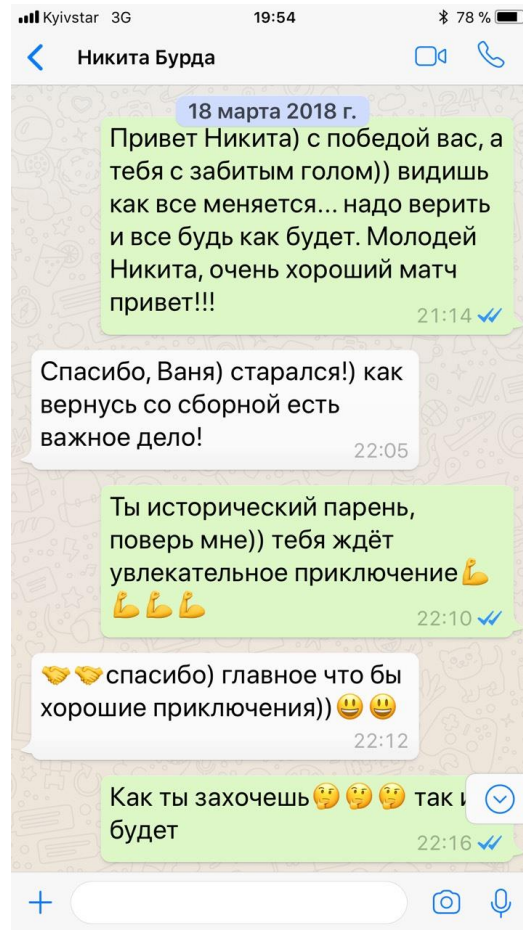 Kyivstar 3G 19:54 78 %
Никита Бурда
18 марта 2018 г.
Привет Никита) с победой вас, а
тебя с забитым голом)) видишь
как все меняется... надо верить
и все будь как будет. Молодей
Никита, очень хороший матч
привет!!!
21:14
Спасибо, Ваня) старался!) как
вернусь со сборной есть
важное дело!
22:05
Ты исторический парень,
поверь мне)) тебя ждёт
увлекательное приключение💪
💪💪💪
22:10
🤝🤝спасибо) главное что бы
хорошие приключения))😃😃
22:12
Как ты захочешь🤔🤔🤔 так
будет
22:16